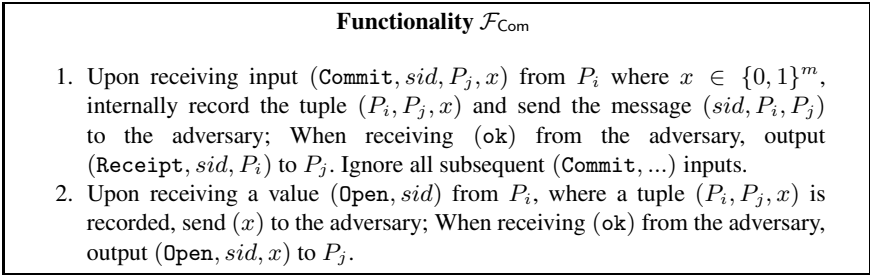 Functionality 𝓕_Com
1. Upon receiving input (Commit, sid, P_i, x) from P_i where x ∈ {0, 1}^m,
internally record the tuple (P_i, P_j, x) and send the message (sid, P_i, P_j)
to the adversary; When receiving (ok) from the adversary, output
(Receipt, sid, P_i) to P_j. Ignore all subsequent (Commit, ...) inputs.
2. Upon receiving a value (Open, sid) from P_i, where a tuple (P_i, P_j, x) is
recorded, send (x) to the adversary; When receiving (ok) from the adversary,
output (Open, sid, x) to P_j.